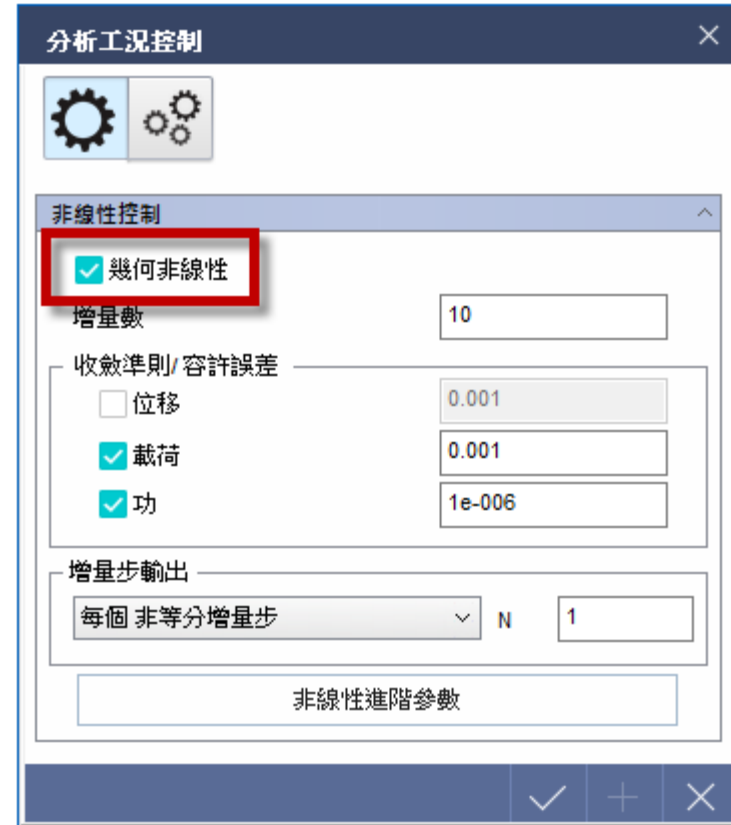 分析工况控制
非線性控制
幾何非線性
增量數 10
收斂準則/容許誤差
位移 0.001
載荷 0.001
功 1e-006
增量步輸出
每個 非等分增量步 N 1
非線性進階參數